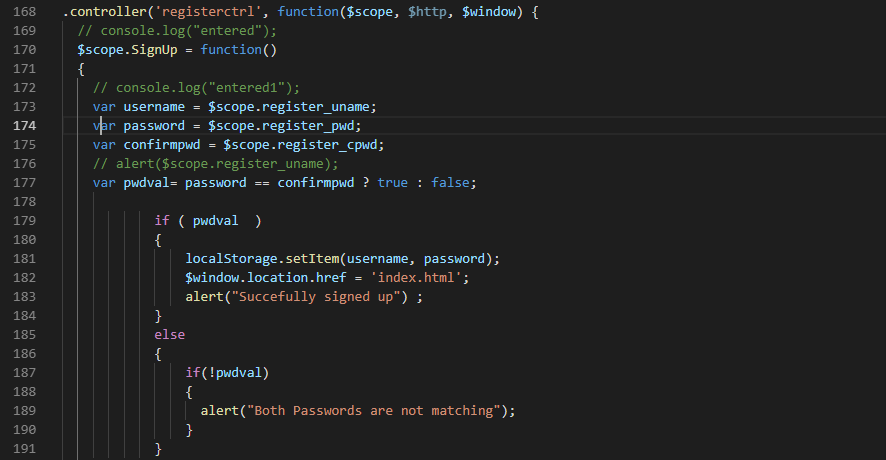 168 .controller('registerctrl', function($scope, $http, $window) {
169 // console.log("entered");
170 $scope.SignUp = function()
171 {
172 // console.log("entered1");
173 var username = $scope.register_uname;
174 var password = $scope.register_pwd;
175 var confirmpwd = $scope.register_cpwd;
176 // alert($scope.register_uname);
177 var pwdval= password == confirmpwd ? true : false;
178
179 if ( pwdval  )
180 {
181 localStorage.setItem(username, password);
182 $window.location.href = 'index.html';
183 alert("Succefully signed up") ;
184 }
185 else
186 {
187 if(!pwdval)
188 {
189 alert("Both Passwords are not matching");
190 }
191 }